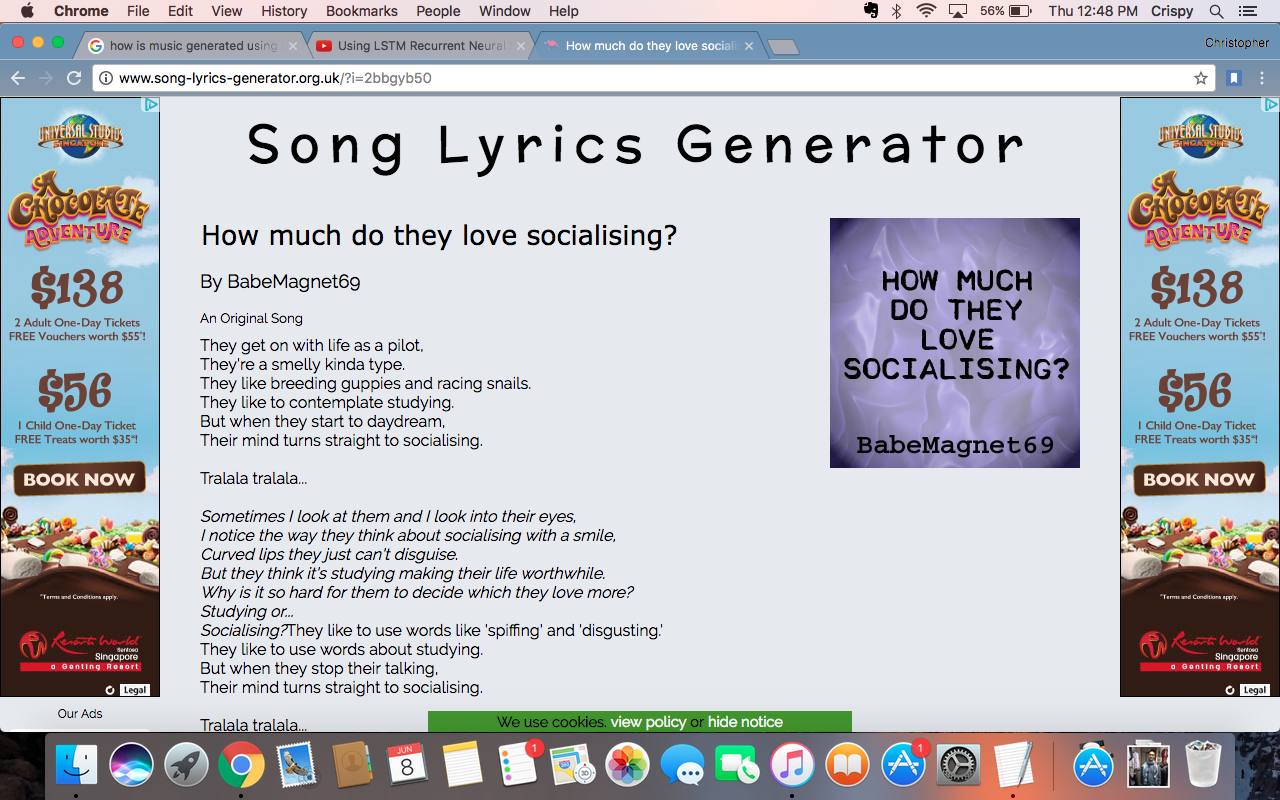 Chrome File Edit View History Bookmarks People Window Help 56% Thu 12:48 PM Crispy
how is music generated using
Using LSTM Recurrent Neural
How much do they love sociali
Christopher
www.song-lyrics-generator.org.uk/?i=2bbgyb50
UNIVERSAL STUDIOS
SINGAPORE
A
CHOCOLATE
ADVENTURE
$138
2 Adult One-Day Tickets
FREE Vouchers worth $55*!
$56
1 Child One-Day Ticket
FREE Treats worth $35*!
BOOK NOW
*Terms and Conditions apply.
Resorts World
Sentosa
Singapore
a Genting Resort
Legal
Our Ads
Song Lyrics Generator
How much do they love socialising?
By BabeMagnet69
An Original Song
They get on with life as a pilot,
They're a smelly kinda type.
They like breeding guppies and racing snails.
They like to contemplate studying.
But when they start to daydream,
Their mind turns straight to socialising.
Tralala tralala...
Sometimes I look at them and I look into their eyes,
I notice the way they think about socialising with a smile,
Curved lips they just can't disguise.
But they think it's studying making their life worthwhile.
Why is it so hard for them to decide which they love more?
Studying or...
Socialising?They like to use words like 'spiffing' and 'disgusting.'
They like to use words about studying.
But when they stop their talking,
Their mind turns straight to socialising.
Tralala tralala...
HOW MUCH
DO THEY
LOVE
SOCIALISING?
BabeMagnet69
UNIVERSAL STUDIOS
SINGAPORE
A
CHOCOLATE
ADVENTURE
$138
2 Adult One-Day Tickets
FREE Vouchers worth $55*!
$56
1 Child One-Day Ticket
FREE Treats worth $35*!
BOOK NOW
*Terms and Conditions apply.
Resorts World
Sentosa
Singapore
a Genting Resort
Legal
We use cookies. view policy or hide notice
JUN
8
1
3D
1